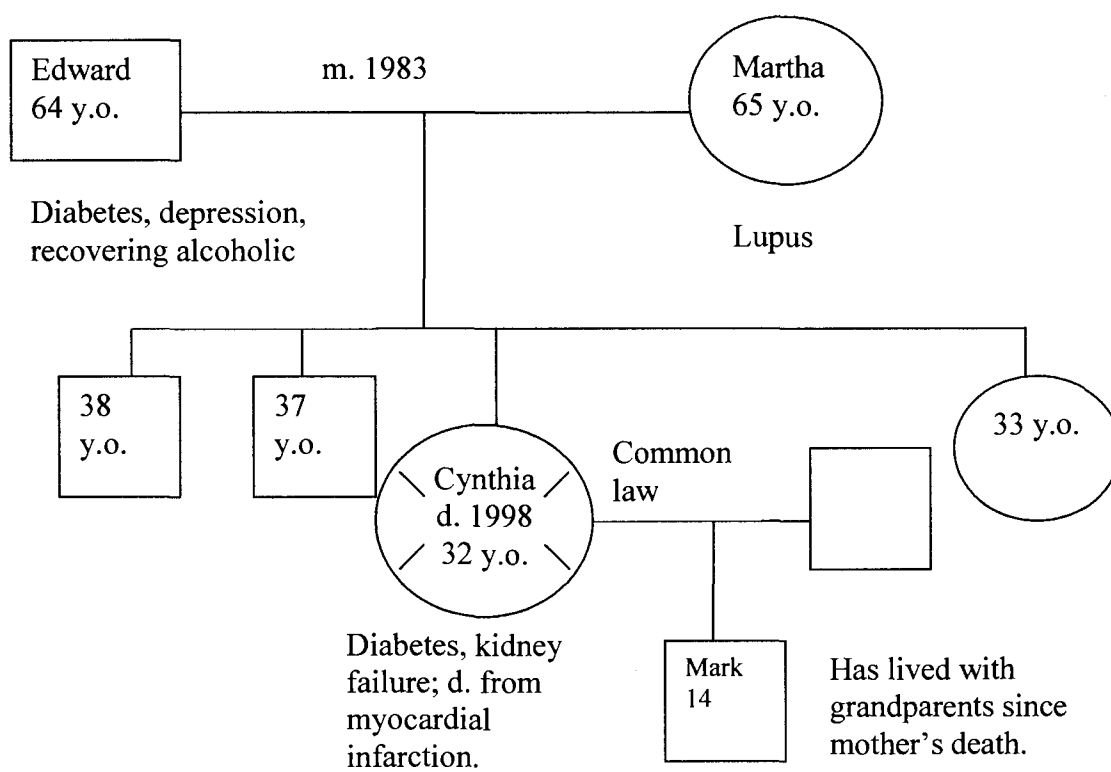 Edward
64 y.o.
m. 1983
Martha
65 y.o.
Diabetes, depression,
recovering alcoholic
Lupus
38
y.o.
37
y.o.
Cynthia
d. 1998
32 y.o.
Common
law
33 y.o.
Diabetes, kidney
failure; d. from
myocardial
infarction.
Mark
14
Has lived with
grandparents since
mother's death.